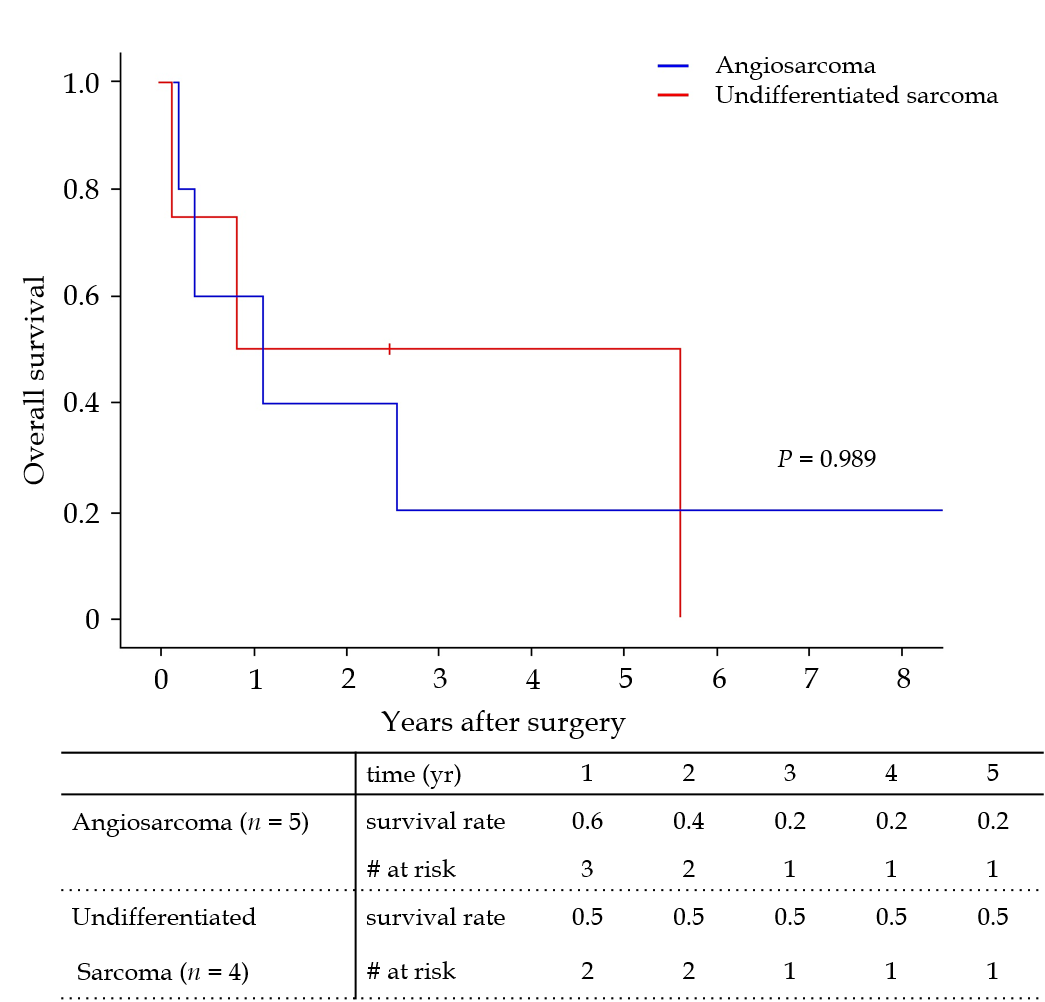 Angiosarcoma
Undifferentiated sarcoma
1.0
0.8
0.6
0.4
0.2
0
Overall survival
P = 0.989
0 1 2 3 4 5 6 7 8
Years after surgery
time (yr) 1 2 3 4 5
Angiosarcoma (n = 5) survival rate 0.6 0.4 0.2 0.2 0.2
# at risk 3 2 1 1 1
Undifferentiated survival rate 0.5 0.5 0.5 0.5 0.5
Sarcoma (n = 4) # at risk 2 2 1 1 1